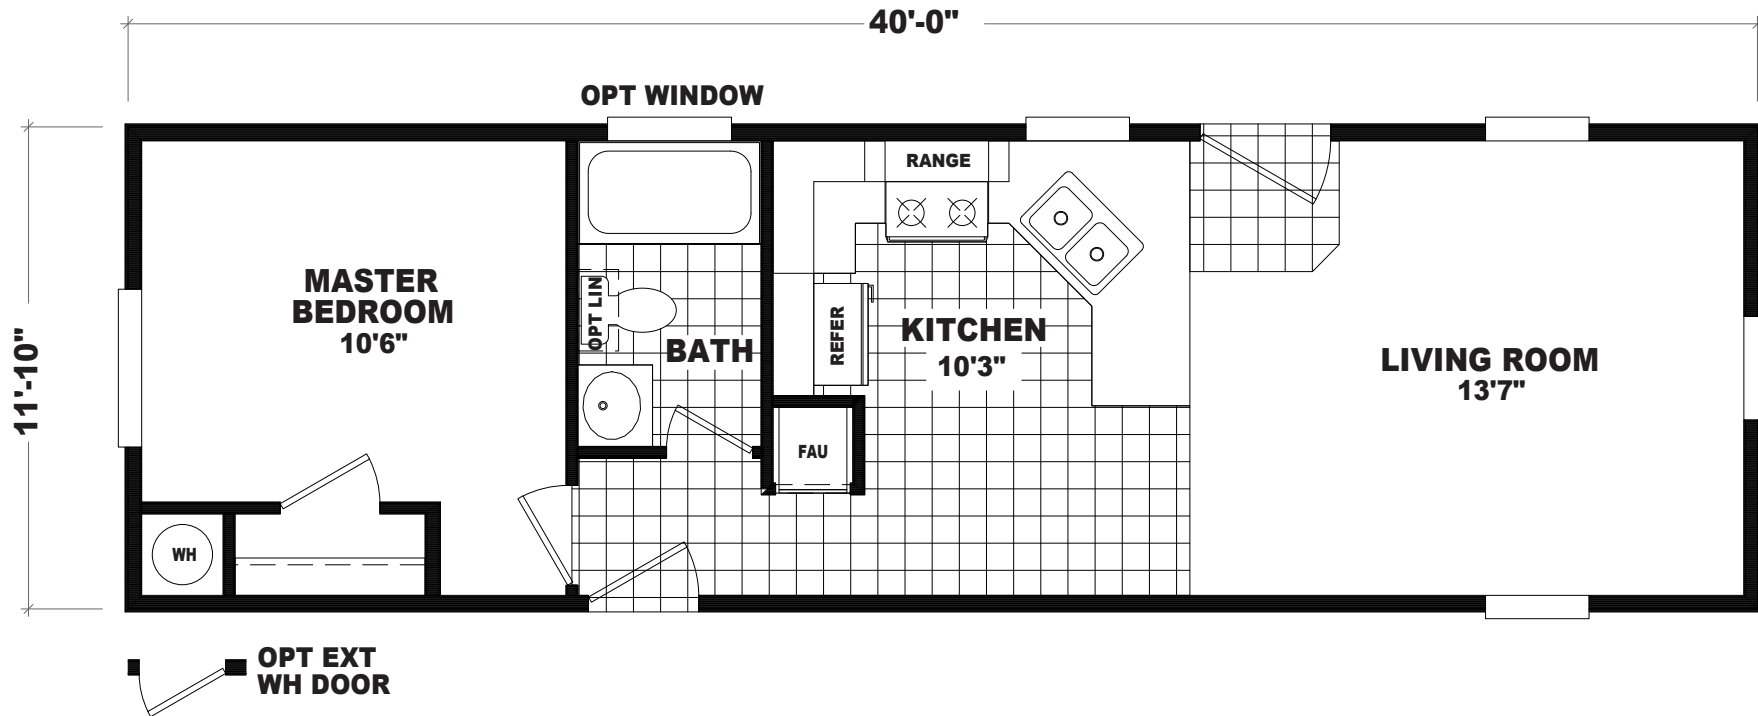 40'-0"
OPT WINDOW
11'-10"
RANGE
MASTER
BEDROOM
10'6"
OPT LIN
BATH
REFER
KITCHEN
10'3"
LIVING ROOM
13'7"
FAU
WH
OPT EXT
WH DOOR